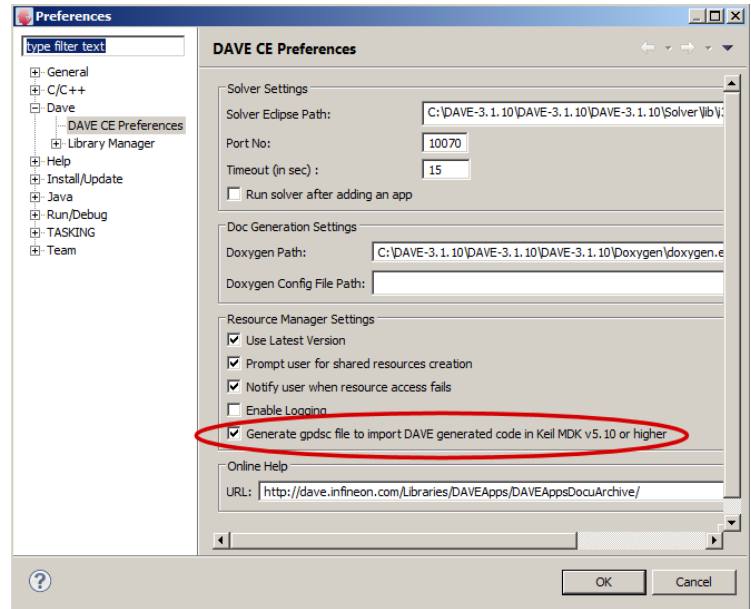 Preferences
type filter text
General
C/C++
Dave
DAVE CE Preferences
Library Manager
Help
Install/Update
Java
Run/Debug
TASKING
Team
DAVE CE Preferences
Solver Settings
Solver Eclipse Path: C:\DAVE-3.1.10\DAVE-3.1.10\DAVE-3.1.10\Solver\lib\
Port No: 10070
Timeout (in sec) : 15
Run solver after adding an app
Doc Generation Settings
Doxygen Path: C:\DAVE-3.1.10\DAVE-3.1.10\DAVE-3.1.10\Doxygen\doxygen.e
Doxygen Config File Path:
Resource Manager Settings
Use Latest Version
Prompt user for shared resources creation
Notify user when resource access fails
Enable Logging
Generate gpdsc file to import DAVE generated code in Keil MDK v5.10 or higher
Online Help
URL: http://dave.infineon.com/Libraries/DAVEApps/DAVEAppsDocuArchive/
?
OK Cancel